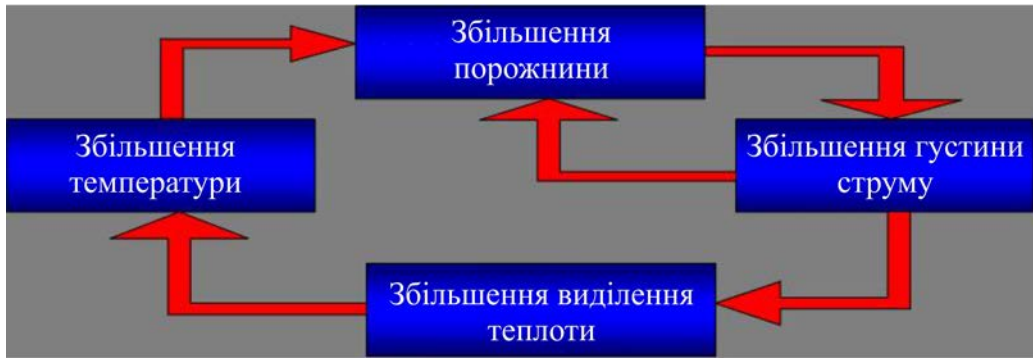 Збільшення
порожнини
Збільшення
температури
Збільшення густини
струму
Збільшення виділення
теплоти